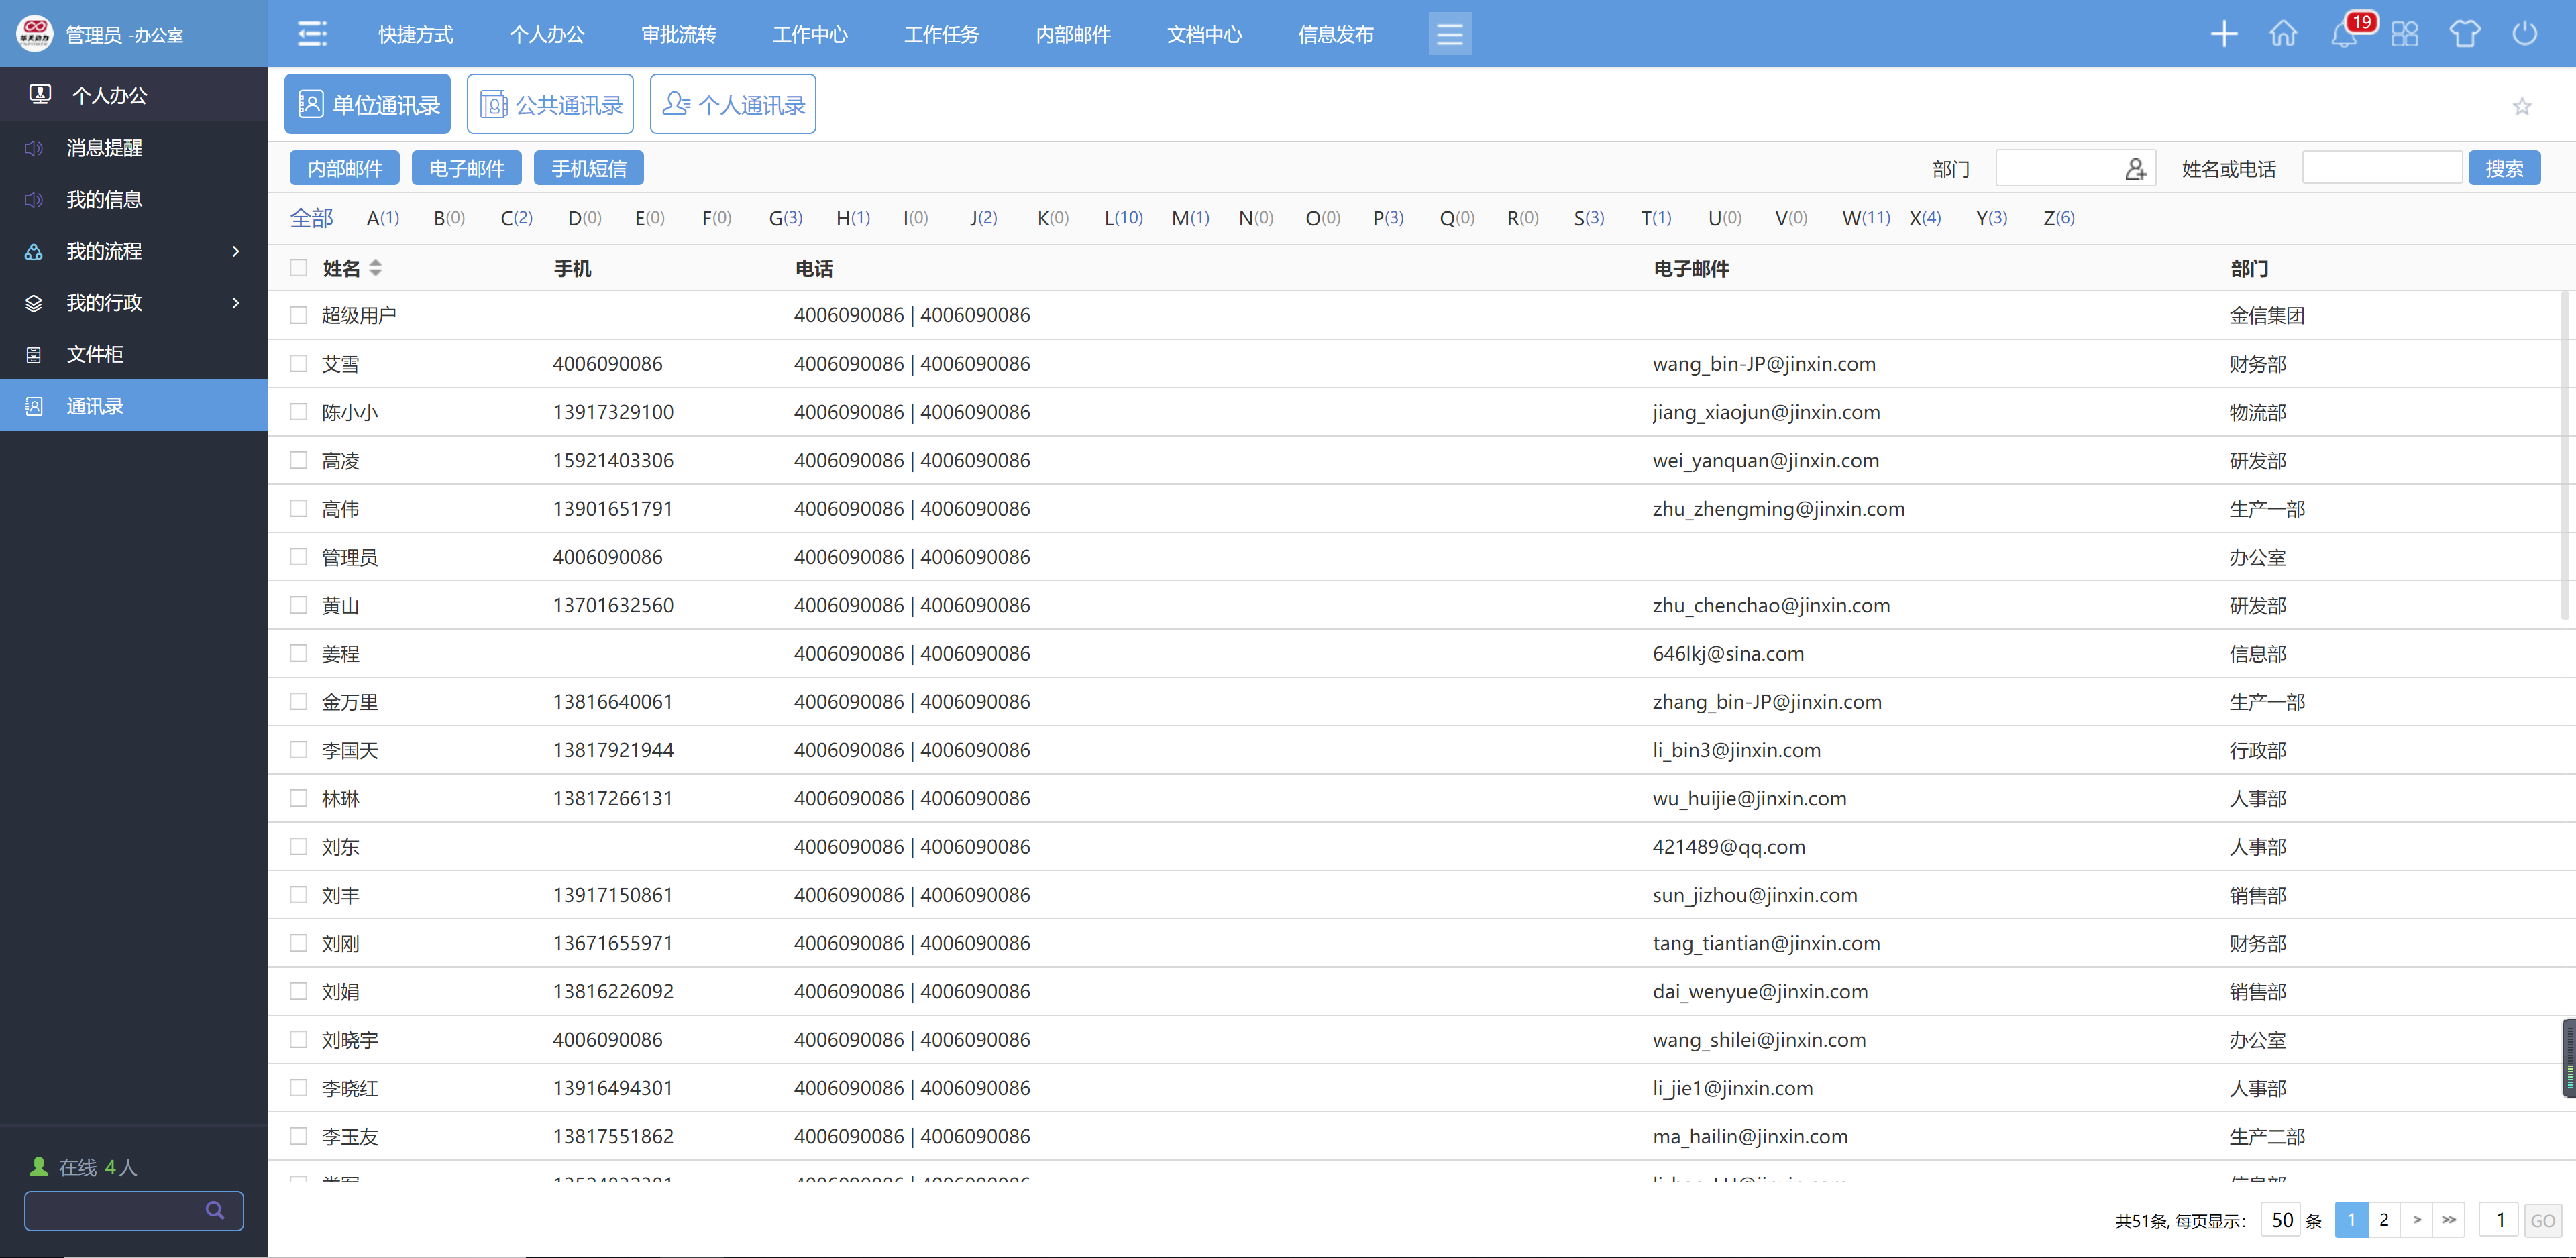 管理员 -办公室 快捷方式 个人办公 审批流转 工作中心 工作任务 内部邮件 文档中心 信息发布 19
个人办公
消息提醒
我的信息
我的流程
我的行政
文件柜
通讯录
在线 4人
单位通讯录 公共通讯录 个人通讯录
内部邮件 电子邮件 手机短信 部门 姓名或电话 搜索
全部 A(1) B(0) C(2) D(0) E(0) F(0) G(3) H(1) I(0) J(2) K(0) L(10) M(1) N(0) O(0) P(3) Q(0) R(0) S(3) T(1) U(0) V(0) W(11) X(4) Y(3) Z(6)
姓名 手机 电话 电子邮件 部门
超级用户 4006090086 | 4006090086 金信集团
艾雪 4006090086 4006090086 | 4006090086 wang_bin-JP@jinxin.com 财务部
陈小小 13917329100 4006090086 | 4006090086 jiang_xiaojun@jinxin.com 物流部
高凌 15921403306 4006090086 | 4006090086 wei_yanquan@jinxin.com 研发部
高伟 13901651791 4006090086 | 4006090086 zhu_zhengming@jinxin.com 生产一部
管理员 4006090086 4006090086 | 4006090086 办公室
黄山 13701632560 4006090086 | 4006090086 zhu_chenchao@jinxin.com 研发部
姜程 4006090086 | 4006090086 646lkj@sina.com 信息部
金万里 13816640061 4006090086 | 4006090086 zhang_bin-JP@jinxin.com 生产一部
李国天 13817921944 4006090086 | 4006090086 li_bin3@jinxin.com 行政部
林琳 13817266131 4006090086 | 4006090086 wu_huijie@jinxin.com 人事部
刘东 4006090086 | 4006090086 421489@qq.com 人事部
刘丰 13917150861 4006090086 | 4006090086 sun_jizhou@jinxin.com 销售部
刘刚 13671655971 4006090086 | 4006090086 tang_tiantian@jinxin.com 财务部
刘娟 13816226092 4006090086 | 4006090086 dai_wenyue@jinxin.com 销售部
刘晓宇 4006090086 4006090086 | 4006090086 wang_shilei@jinxin.com 办公室
李晓红 13916494301 4006090086 | 4006090086 li_jie1@jinxin.com 人事部
李玉友 13817551862 4006090086 | 4006090086 ma_hailin@jinxin.com 生产二部
共51条, 每页显示: 50 条 1 2 > >> 1 GO